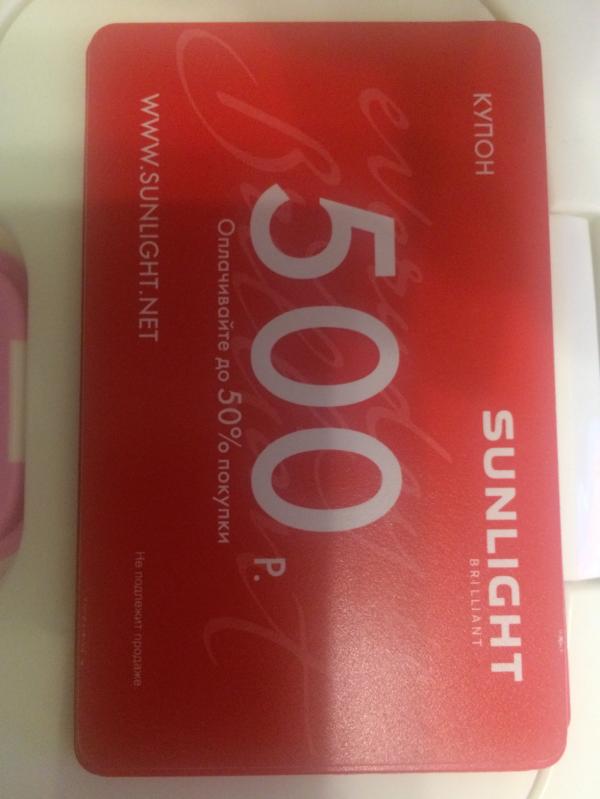 КУПОН
SUNLIGHT
BRILLIANT
500 Р.
Оплачивайте до 50% покупки
WWW.SUNLIGHT.NET
Не подлежит продаже